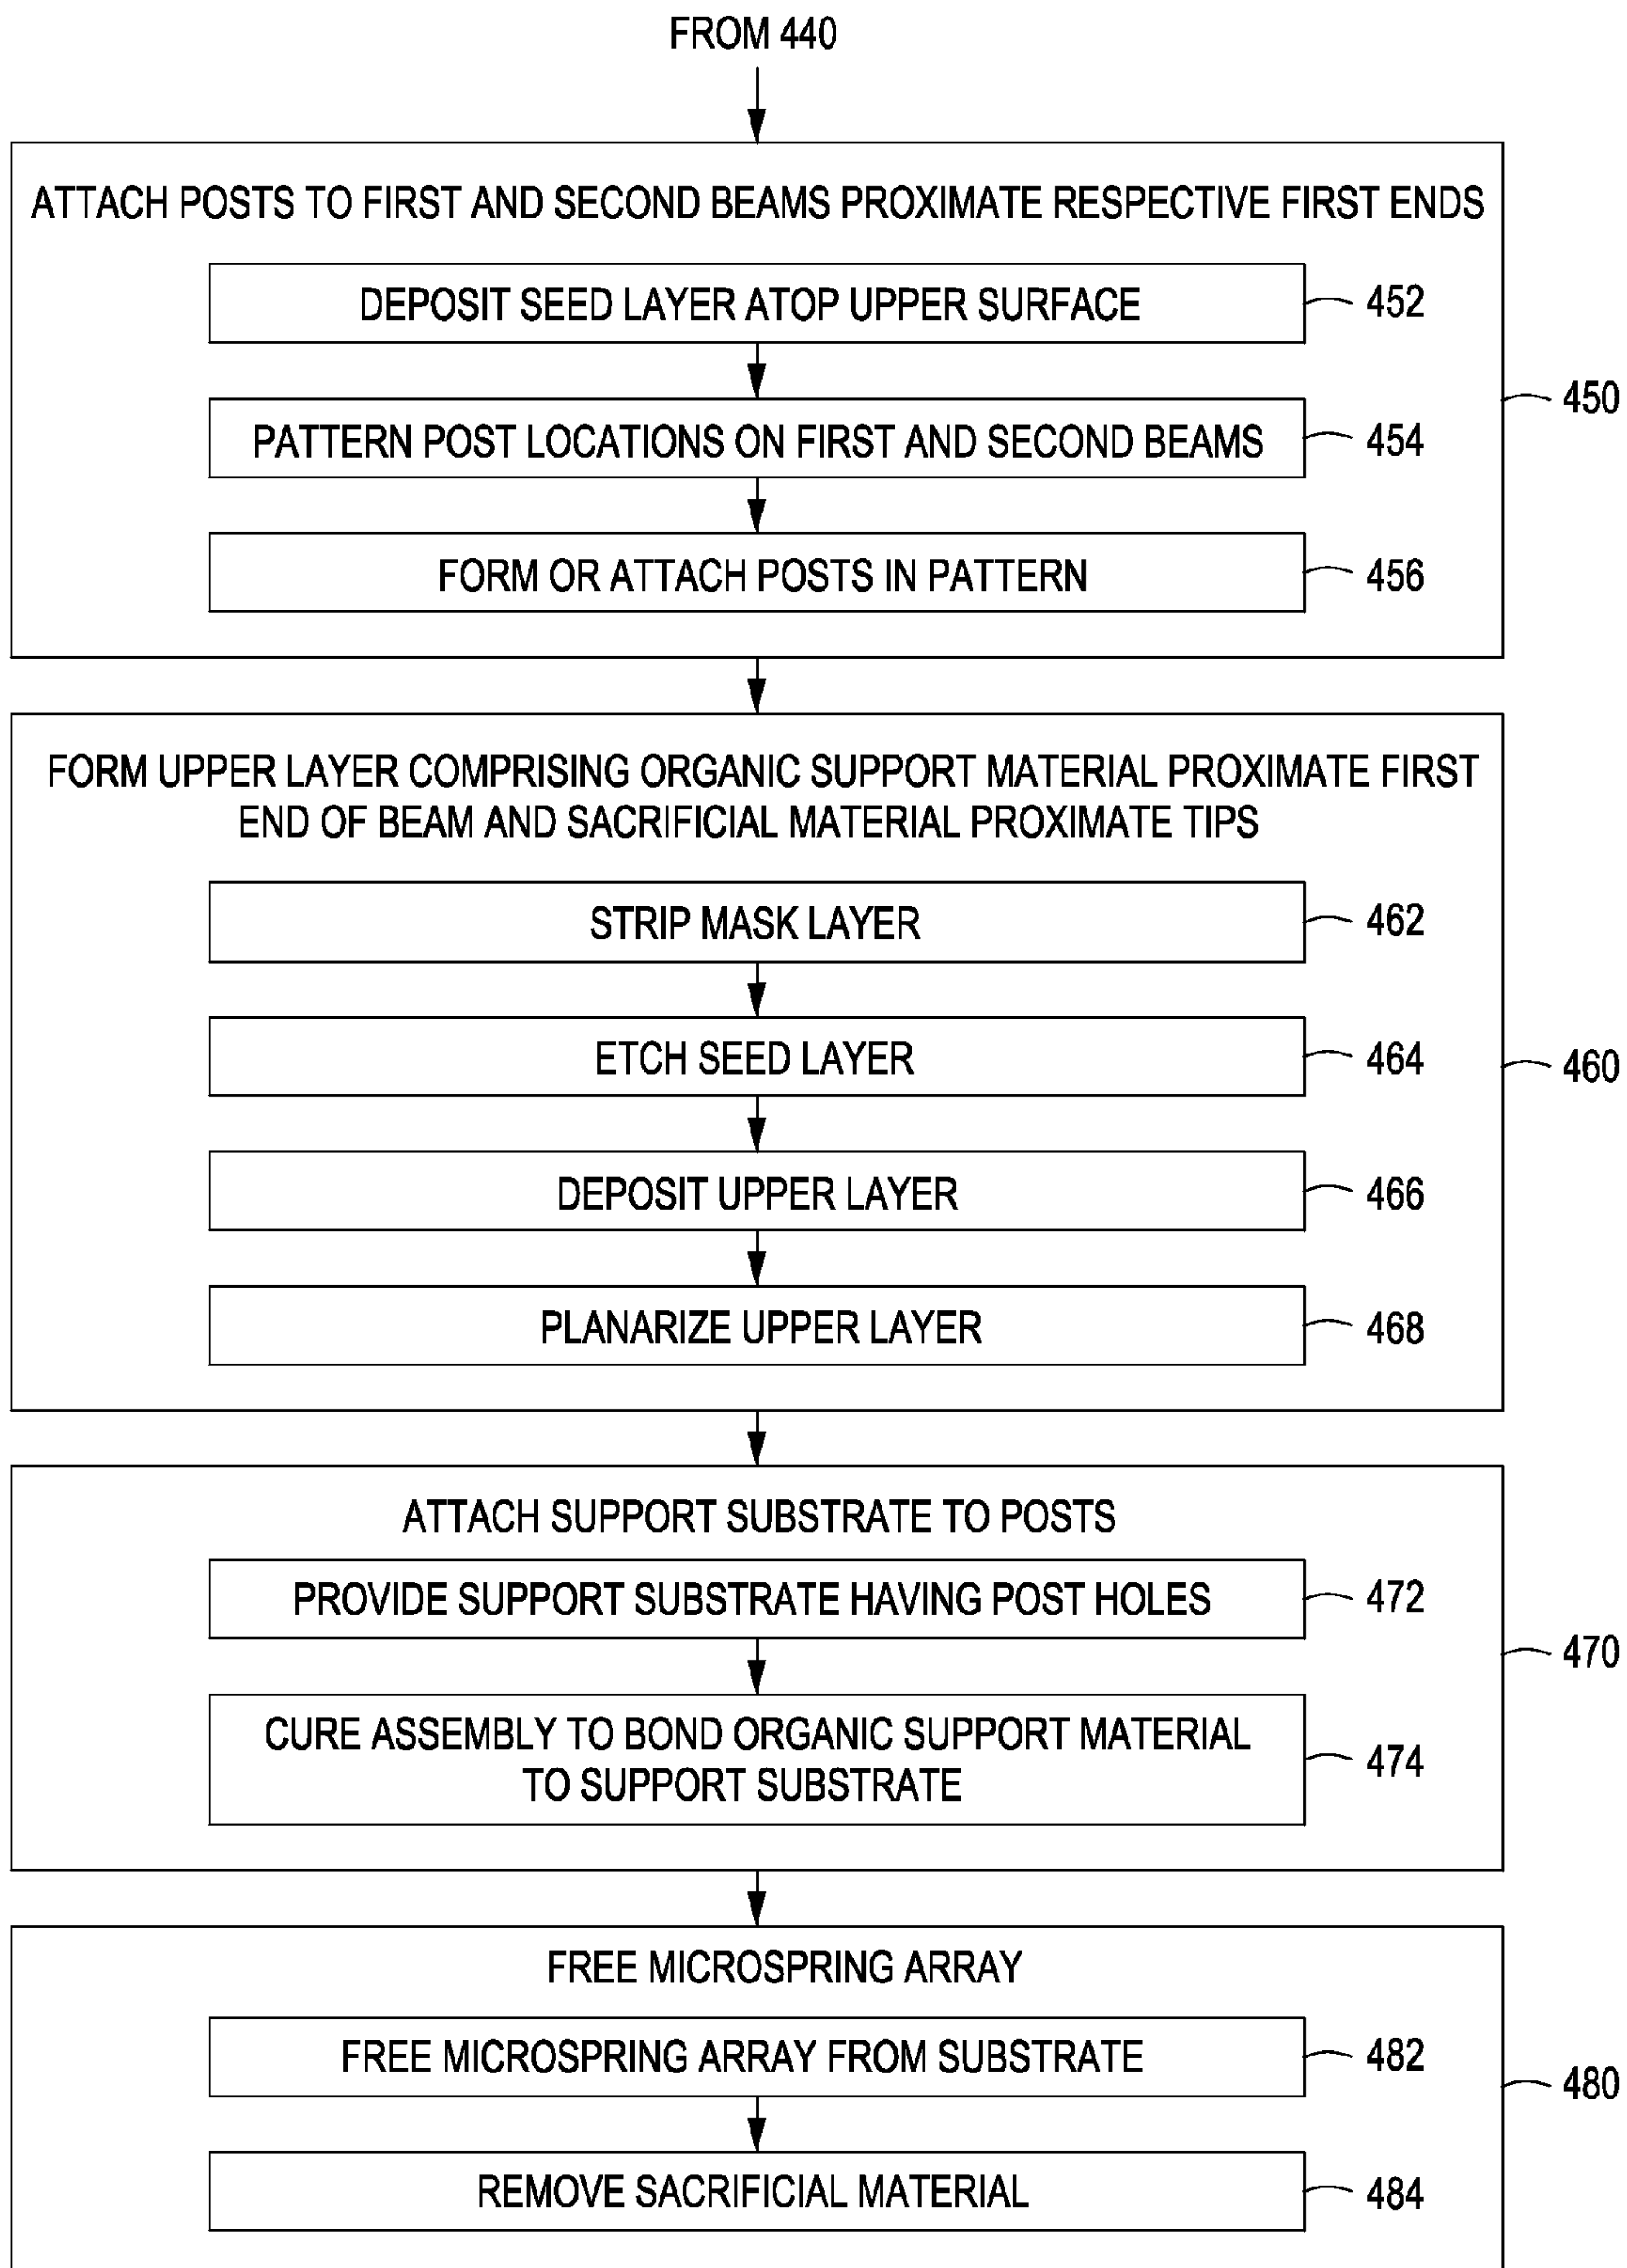 FROM 440
ATTACH POSTS TO FIRST AND SECOND BEAMS PROXIMATE RESPECTIVE FIRST ENDS
DEPOSIT SEED LAYER ATOP UPPER SURFACE
452
450
PATTERN POST LOCATIONS ON FIRST AND SECOND BEAMS
454
FORM OR ATTACH POSTS IN PATTERN
456
FORM UPPER LAYER COMPRISING ORGANIC SUPPORT MATERIAL PROXIMATE FIRST
END OF BEAM AND SACRIFICIAL MATERIAL PROXIMATE TIPS
STRIP MASK LAYER
462
ETCH SEED LAYER
464
460
DEPOSIT UPPER LAYER
466
PLANARIZE UPPER LAYER
468
ATTACH SUPPORT SUBSTRATE TO POSTS
PROVIDE SUPPORT SUBSTRATE HAVING POST HOLES
472
470
CURE ASSEMBLY TO BOND ORGANIC SUPPORT MATERIAL
TO SUPPORT SUBSTRATE
474
FREE MICROSPRING ARRAY
FREE MICROSPRING ARRAY FROM SUBSTRATE
482
480
REMOVE SACRIFICIAL MATERIAL
484